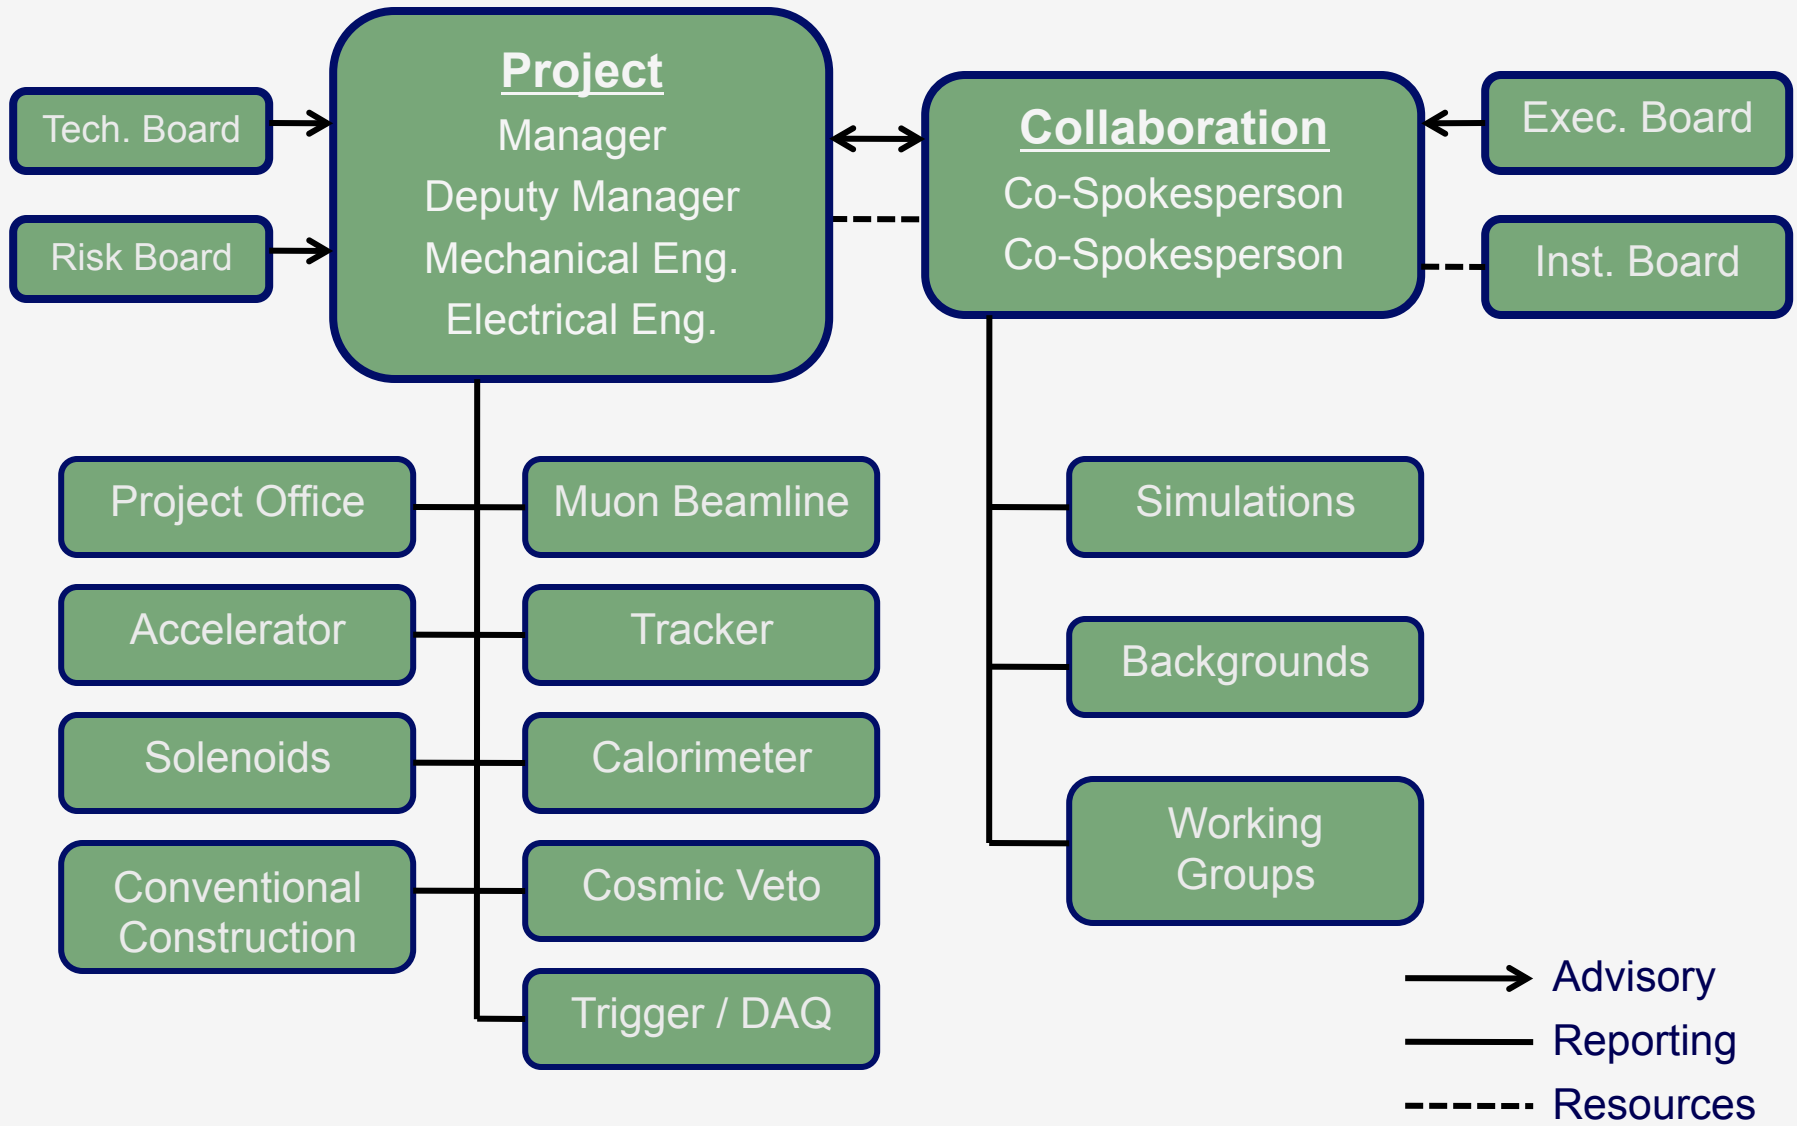 Project
Manager
Deputy Manager
Mechanical Eng.
Electrical Eng.
Tech. Board
Risk Board
Collaboration
Co-Spokesperson
Co-Spokesperson
Exec. Board
Inst. Board
Project Office
Muon Beamline
Accelerator
Tracker
Solenoids
Calorimeter
Conventional
Construction
Cosmic Veto
Trigger / DAQ
Simulations
Backgrounds
Working
Groups
Advisory
Reporting
Resources